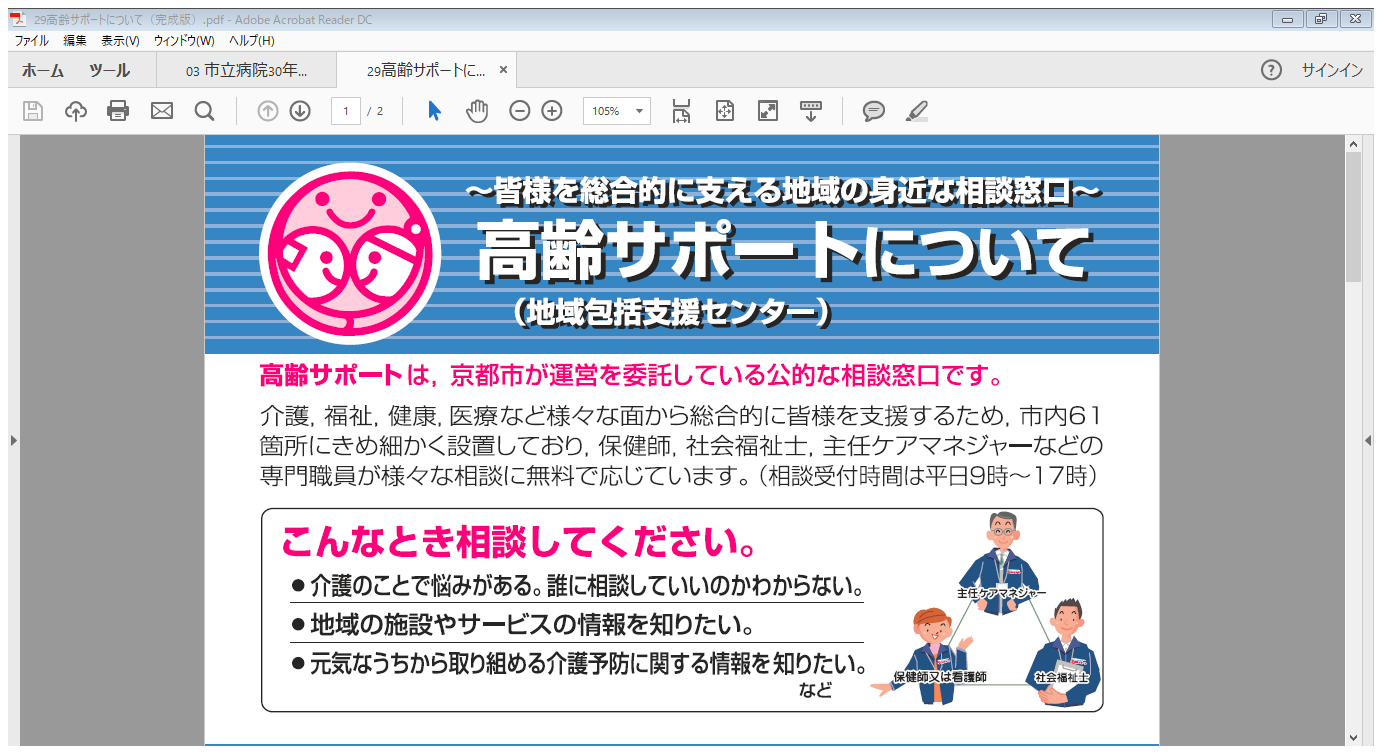 29高齢サポートについて（完成版）.pdf - Adobe Acrobat Reader DC
ファイル 編集 表示(V) ウィンドウ(W) ヘルプ(H)
ホーム ツール 03 市立病院30年... 29高齢サポートに... × サインイン
1 / 2 105%
～皆様を総合的に支える地域の身近な相談窓口～
高齢サポートについて
（地域包括支援センター）
高齢サポートは，京都市が運営を委託している公的な相談窓口です。
介護，福祉，健康，医療など様々な面から総合的に皆様を支援するため，市内61
箇所にきめ細かく設置しており，保健師，社会福祉士，主任ケアマネジャーなどの
専門職員が様々な相談に無料で応じています。（相談受付時間は平日9時～17時）
こんなとき相談してください。
●介護のことで悩みがある。誰に相談していいのかわからない。
●地域の施設やサービスの情報を知りたい。
●元気なうちから取り組める介護予防に関する情報を知りたい。
など
主任ケアマネジャー
保健師又は看護師
社会福祉士